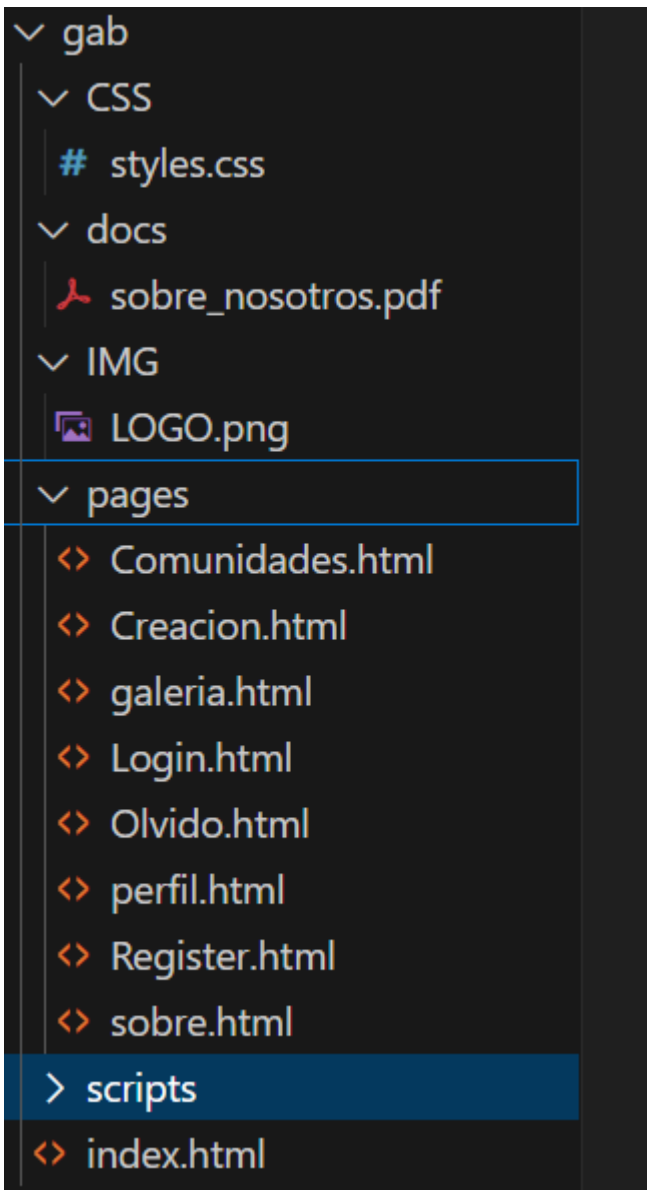 gab
CSS
# styles.css
docs
sobre_nosotros.pdf
IMG
LOGO.png
pages
<> Comunidades.html
<> Creacion.html
<> galeria.html
<> Login.html
<> Olvido.html
<> perfil.html
<> Register.html
<> sobre.html
scripts
<> index.html